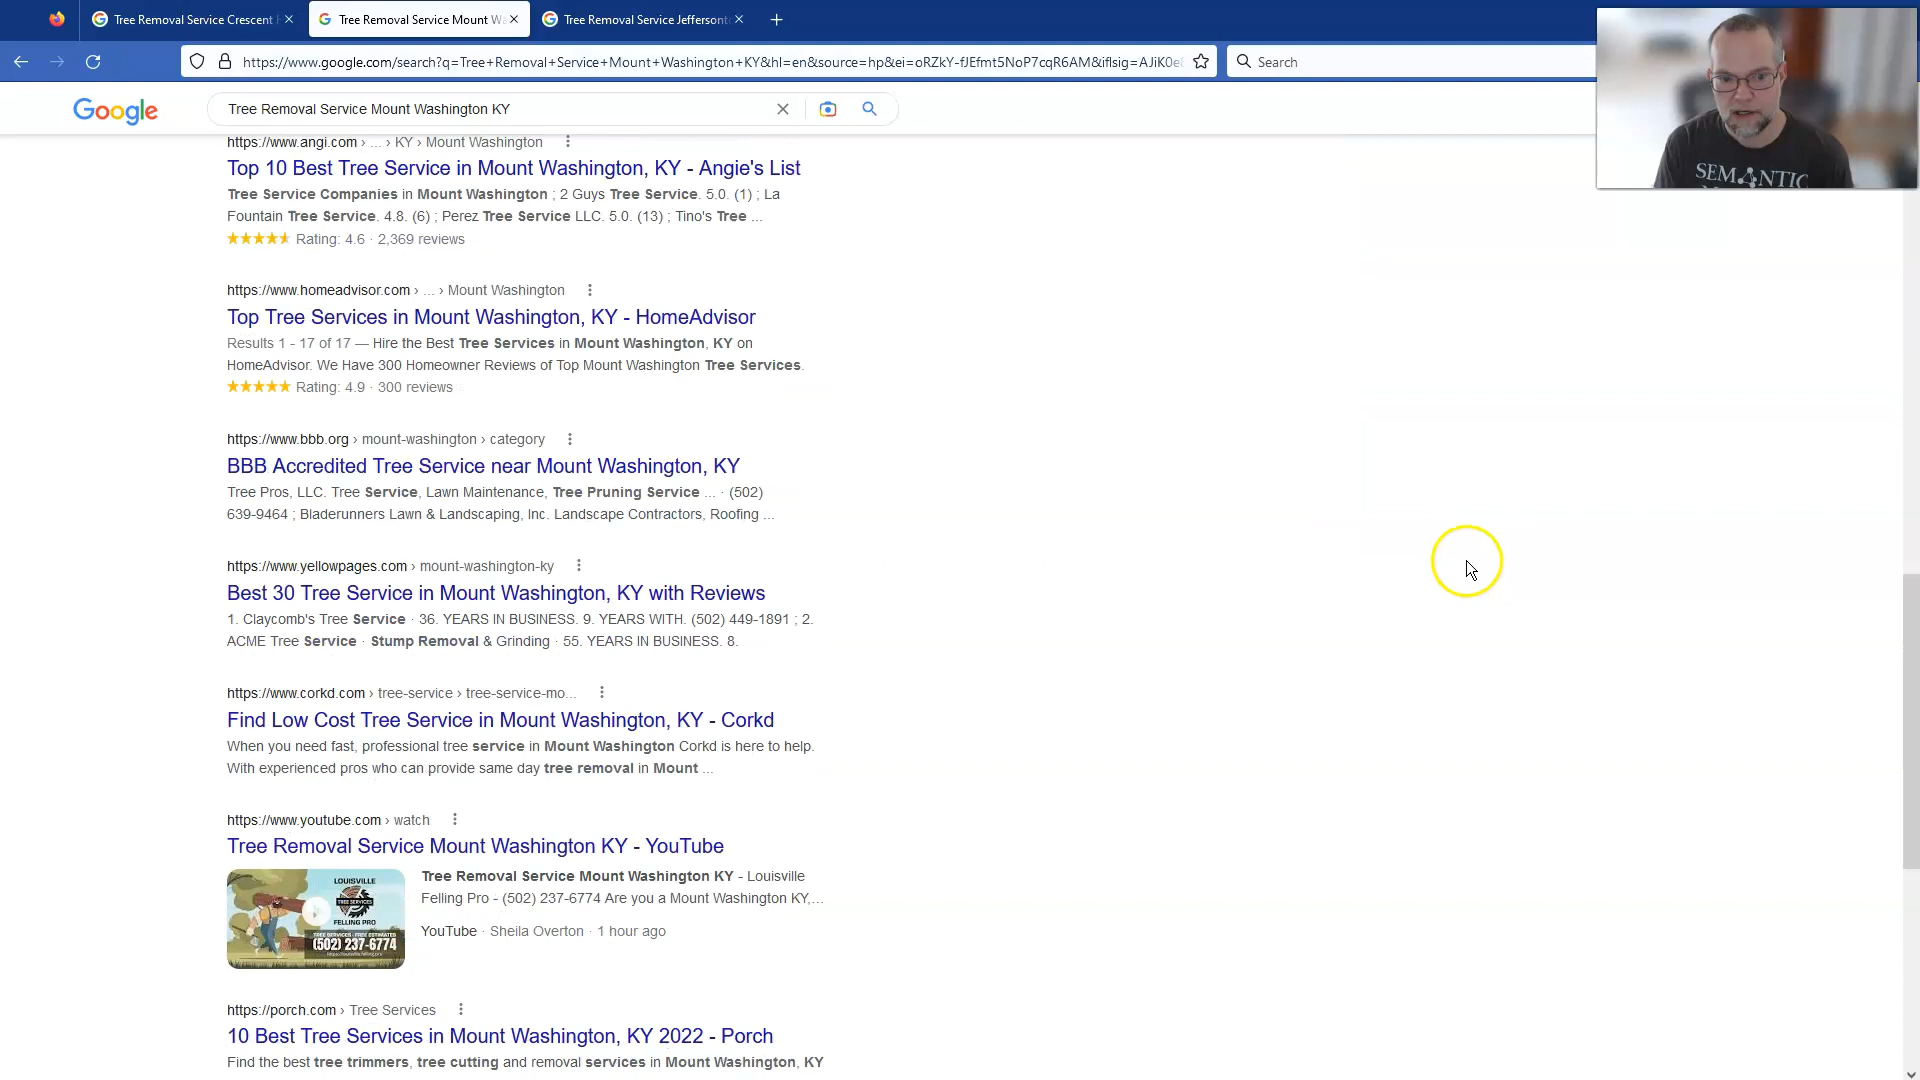 Tree Removal Service Crescent
Tree Removal Service Mount Wa
Tree Removal Service Jefferson
https://www.google.com/search?q=Tree+Removal+Service+Mount+Washington+KY&hl=en&source=hp&ei=oRZkY-fJEfmt5NoP7cqR6AM&iflsig=AJiK0e
Search
Google
Tree Removal Service Mount Washington KY
https://www.angi.com › ... › KY › Mount Washington
Top 10 Best Tree Service in Mount Washington, KY - Angie's List
Tree Service Companies in Mount Washington ; 2 Guys Tree Service. 5.0. (1) ; La
Fountain Tree Service. 4.8. (6) ; Perez Tree Service LLC. 5.0. (13) ; Tino's Tree ...
Rating: 4.6 · 2,369 reviews
https://www.homeadvisor.com › ... › Mount Washington
Top Tree Services in Mount Washington, KY - HomeAdvisor
Results 1 - 17 of 17 — Hire the Best Tree Services in Mount Washington, KY on
HomeAdvisor. We Have 300 Homeowner Reviews of Top Mount Washington Tree Services.
Rating: 4.9 · 300 reviews
https://www.bbb.org › mount-washington › category
BBB Accredited Tree Service near Mount Washington, KY
Tree Pros, LLC. Tree Service, Lawn Maintenance, Tree Pruning Service ... · (502)
639-9464 ; Bladerunners Lawn & Landscaping, Inc. Landscape Contractors, Roofing ...
https://www.yellowpages.com › mount-washington-ky
Best 30 Tree Service in Mount Washington, KY with Reviews
1. Claycomb's Tree Service · 36. YEARS IN BUSINESS. 9. YEARS WITH. (502) 449-1891 ; 2.
ACME Tree Service · Stump Removal & Grinding · 55. YEARS IN BUSINESS. 8.
https://www.corkd.com › tree-service › tree-service-mo...
Find Low Cost Tree Service in Mount Washington, KY - Corkd
When you need fast, professional tree service in Mount Washington Corkd is here to help.
With experienced pros who can provide same day tree removal in Mount ...
https://www.youtube.com › watch
Tree Removal Service Mount Washington KY - YouTube
LOUISVILLE
TREE SERVICES
FELLING PRO
TREE SERVICES - FREE ESTIMATES
(502) 237-6774
Tree Removal Service Mount Washington KY - Louisville
Felling Pro - (502) 237-6774 Are you a Mount Washington KY,...
YouTube · Sheila Overton · 1 hour ago
https://porch.com › Tree Services
10 Best Tree Services in Mount Washington, KY 2022 - Porch
Find the best tree trimmers, tree cutting and removal services in Mount Washington, KY
SEMANTIC